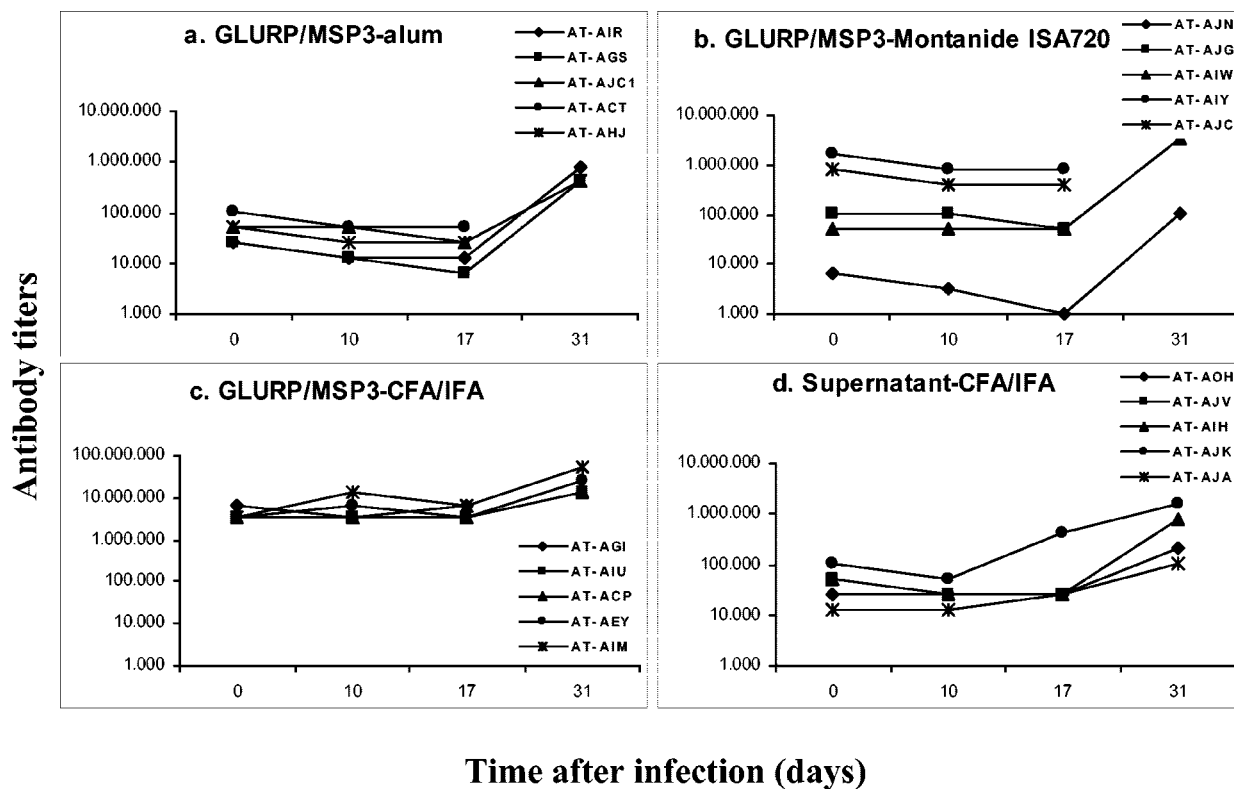 a. GLURP/MSP3-alum
AT-AIR
AT-AGS
AT-AJC1
AT-ACT
AT-AHJ
10.000.000
1.000.000
100.000
10.000
1.000
0 10 17 31
b. GLURP/MSP3-Montanide ISA720
AT-AJN
AT-AJG
AT-AIW
AT-AIY
AT-AJC
10.000.000
1.000.000
100.000
10.000
1.000
0 10 17 31
c. GLURP/MSP3-CFA/IFA
100.000.000
10.000.000
1.000.000
100.000
10.000
1.000
AT-AGI
AT-AIU
AT-ACP
AT-AEY
AT-AIM
0 10 17 31
d. Supernatant-CFA/IFA
AT-AOH
AT-AJV
AT-AIH
AT-AJK
AT-AJA
10.000.000
1.000.000
100.000
10.000
1.000
0 10 17 31
Antibody titers
Time after infection (days)